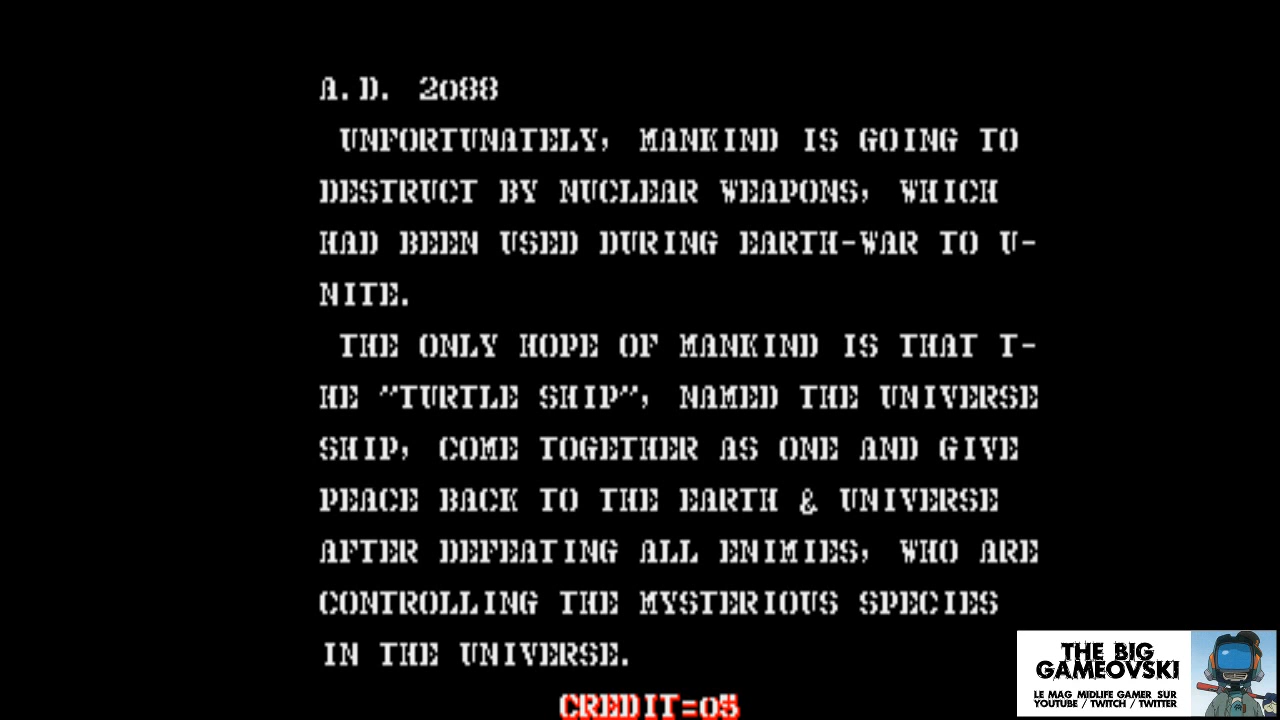 A.D. 2088
UNFORTUNATELY, MANKIND IS GOING TO
DESTRUCT BY NUCLEAR WEAPONS, WHICH
HAD BEEN USED DURING EARTH-WAR TO U-
NITE.
THE ONLY HOPE OF MANKIND IS THAT T-
HE "TURTLE SHIP", NAMED THE UNIVERSE
SHIP, COME TOGETHER AS ONE AND GIVE
PEACE BACK TO THE EARTH & UNIVERSE
AFTER DEFEATING ALL ENIMIES, WHO ARE
CONTROLLING THE MYSTERIOUS SPECIES
IN THE UNIVERSE.
CREDIT=05
THE BIG
GAMEOVSKI
LE MAG MIDLIFE GAMER SUR
YOUTUBE / TWITCH / TWITTER